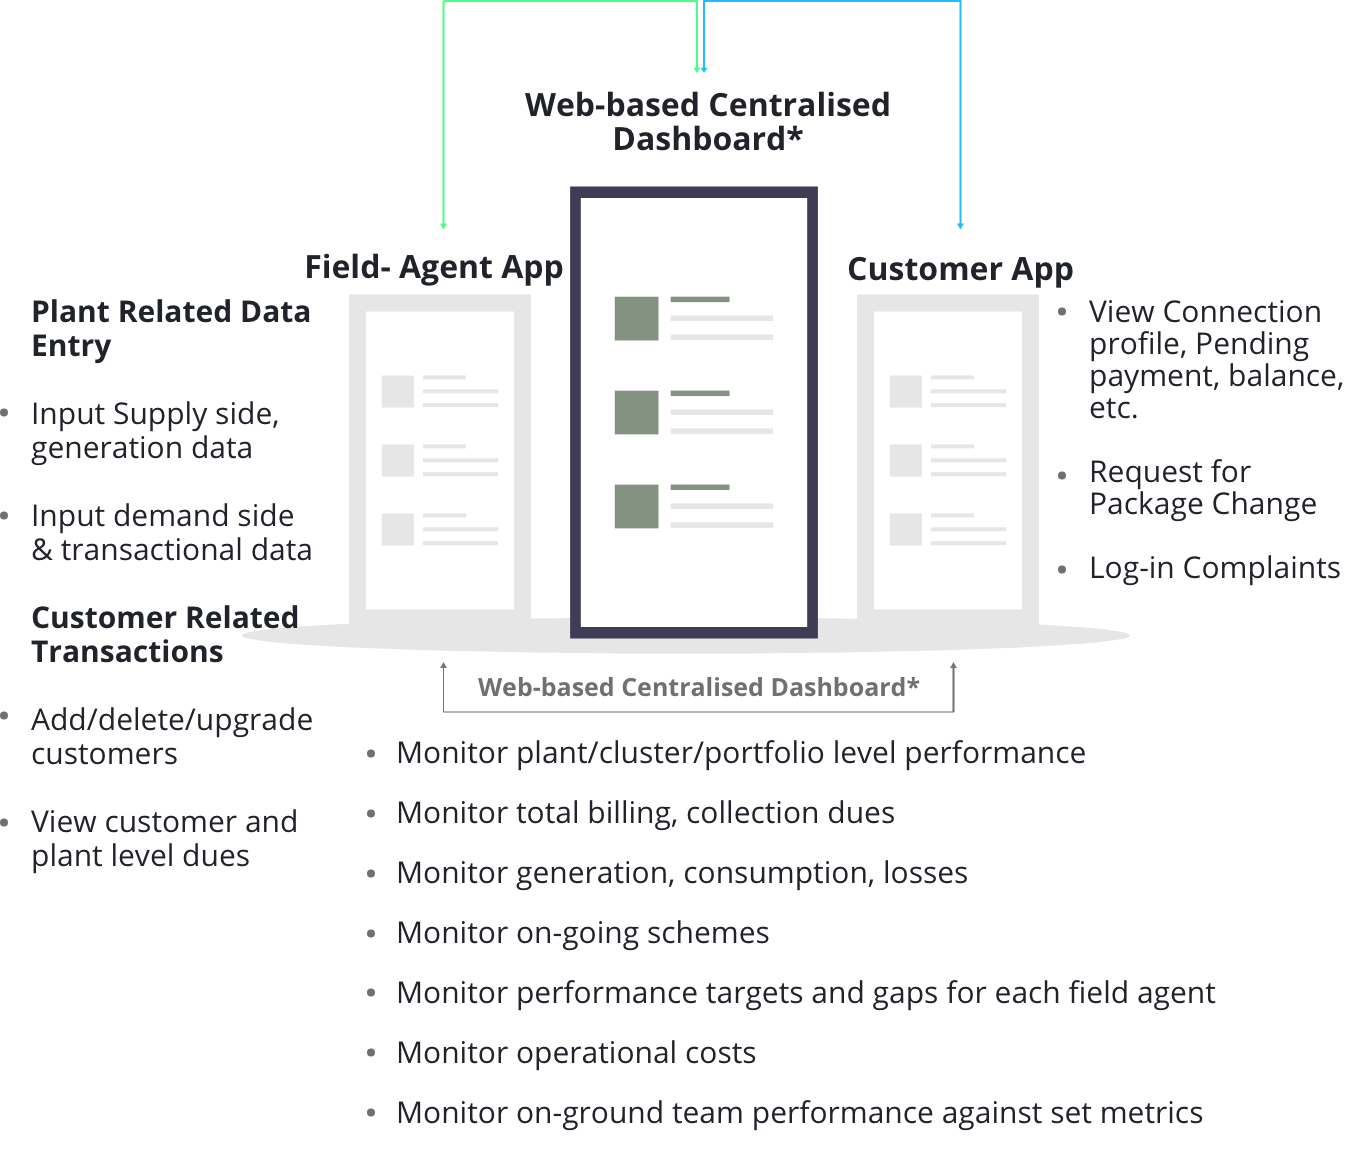 Web-based Centralised
Dashboard*
Field- Agent App
Customer App
Plant Related Data
Entry
• Input Supply side,
generation data
• Input demand side
& transactional data
Customer Related
Transactions
• Add/delete/upgrade
customers
• View customer and
plant level dues
• View Connection
profile, Pending
payment, balance,
etc.
• Request for
Package Change
• Log-in Complaints
Web-based Centralised Dashboard*
• Monitor plant/cluster/portfolio level performance
• Monitor total billing, collection dues
• Monitor generation, consumption, losses
• Monitor on-going schemes
• Monitor performance targets and gaps for each field agent
• Monitor operational costs
• Monitor on-ground team performance against set metrics